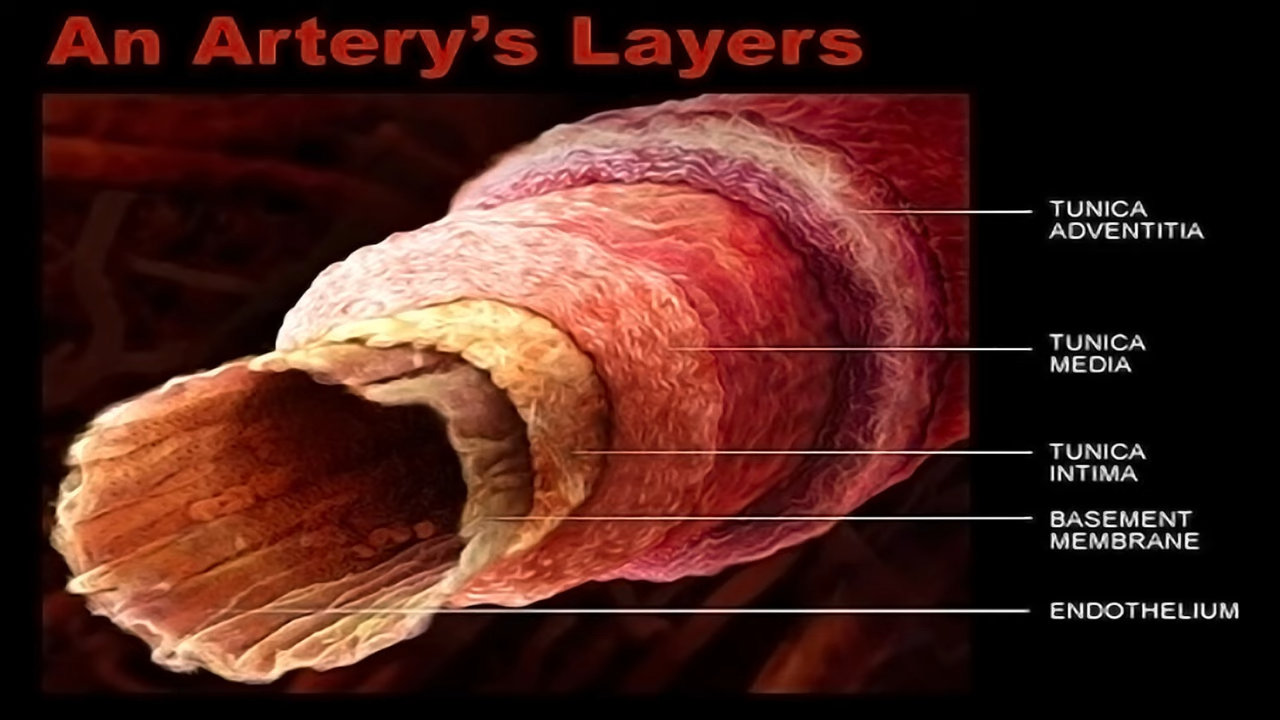 An Artery's Layers
TUNICA
ADVENTITIA
TUNICA
MEDIA
TUNICA
INTIMA
BASEMENT
MEMBRANE
ENDOTHELIUM